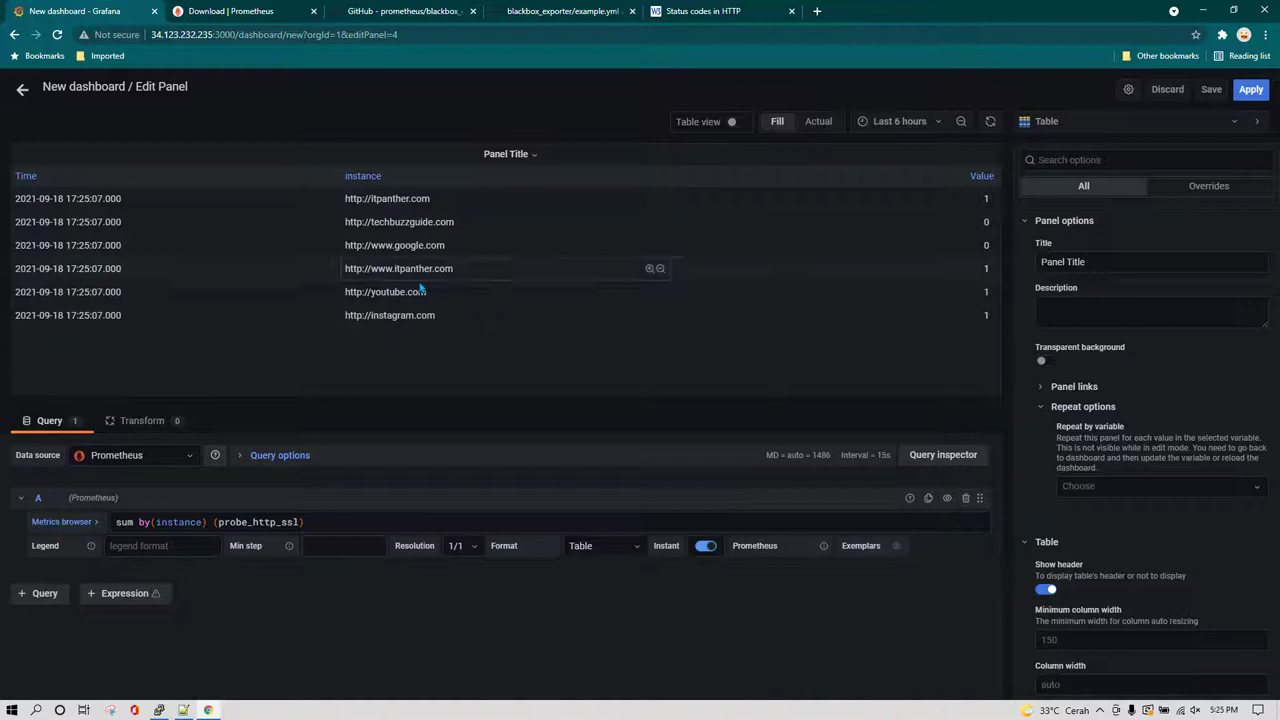 New dashboard - Grafana
Download | Prometheus
GitHub - prometheus/blackbox_
blackbox_exporter/example.yml
Status codes in HTTP
Not secure 34.123.232.235:3000/dashboard/new?orgId=1&editPanel=4
Bookmarks
Imported
Other bookmarks
Reading list
New dashboard / Edit Panel
Discard
Save
Apply
Table view
Fill
Actual
Last 6 hours
Table
Panel Title
Search options
Time
instance
Value
All
Overrides
2021-09-18 17:25:07.000
http://itpanther.com
1
2021-09-18 17:25:07.000
http://techbuzzguide.com
0
2021-09-18 17:25:07.000
http://www.google.com
0
2021-09-18 17:25:07.000
http://www.itpanther.com
1
2021-09-18 17:25:07.000
http://youtube.com
1
2021-09-18 17:25:07.000
http://instagram.com
1
Panel options
Title
Panel Title
Description
Transparent background
Panel links
Repeat options
Repeat by variable
Repeat this panel for each value in the selected variable.
This is not visible while in edit mode. You need to go
back to dashboard and then update the variable or reload the
dashboard.
Choose
Query 1
Transform 0
Data source
Prometheus
Query options
MD = auto = 1486
Interval = 15s
Query inspector
A
(Prometheus)
Metrics browser >
sum by(instance) (probe_http_ssl)
Legend
legend format
Min step
Resolution
1/1
Format
Table
Instant
Prometheus
Exemplars
+ Query
+ Expression
Table
Show header
To display table's header or not to display
Minimum column width
The minimum width for column auto resizing
150
Column width
auto
33°C Cerah
5:25 PM